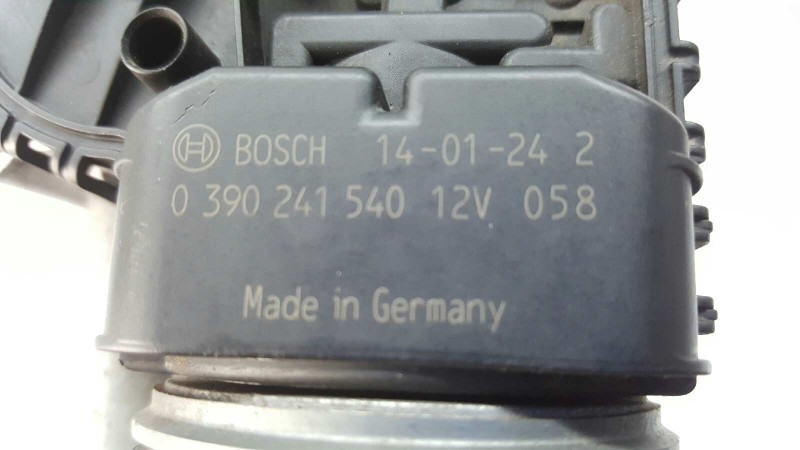 BOSCH 14-01-24 2
0 390 241 540 12V 058
Made in Germany